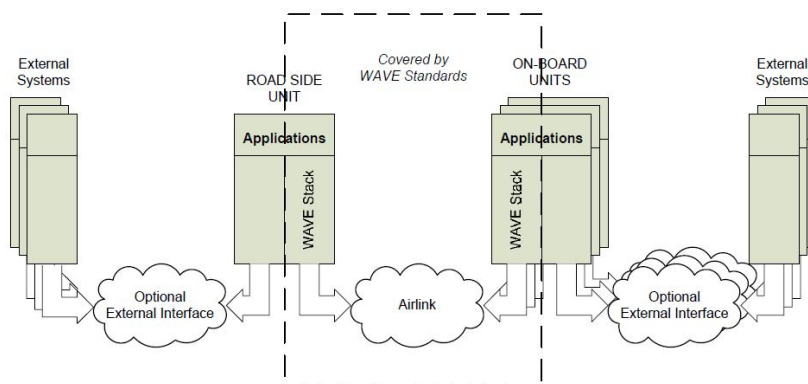 External
Systems
ROAD SIDE
UNIT
Covered by
WAVE Standards
ON-BOARD
UNITS
External
Systems
Applications
WAVE Stack
Applications
WAVE Stack
Optional
External Interface
Airlink
Optional
External Interface